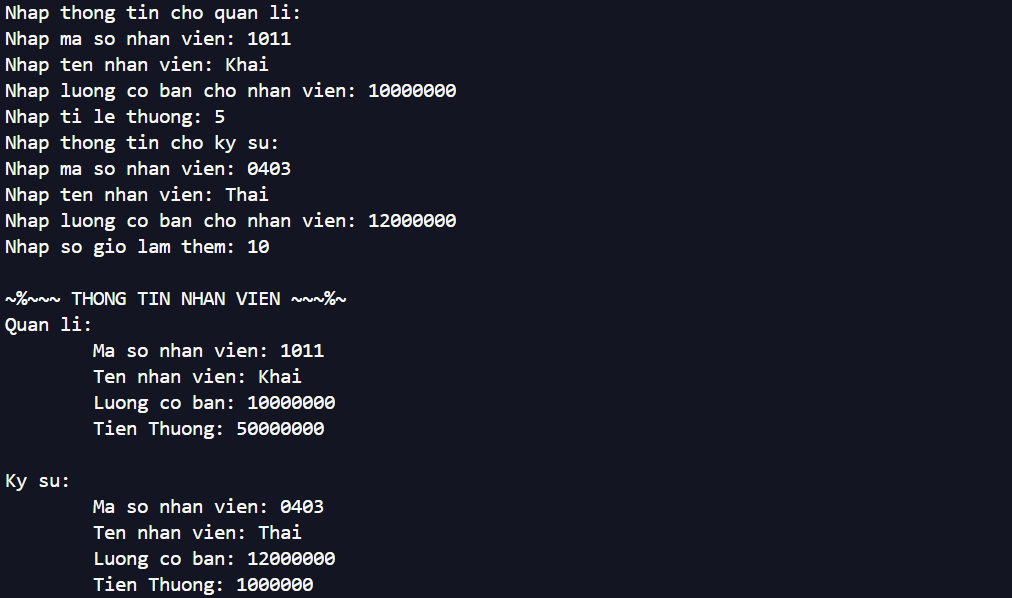 Nhap thong tin cho quan li:
Nhap ma so nhan vien: 1011
Nhap ten nhan vien: Khai
Nhap luong co ban cho nhan vien: 10000000
Nhap ti le thuong: 5
Nhap thong tin cho ky su:
Nhap ma so nhan vien: 0403
Nhap ten nhan vien: Thai
Nhap luong co ban cho nhan vien: 12000000
Nhap so gio lam them: 10
~%~~~ THONG TIN NHAN VIEN ~~~%~
Quan li:
Ma so nhan vien: 1011
Ten nhan vien: Khai
Luong co ban: 10000000
Tien Thuong: 50000000
Ky su:
Ma so nhan vien: 0403
Ten nhan vien: Thai
Luong co ban: 12000000
Tien Thuong: 1000000